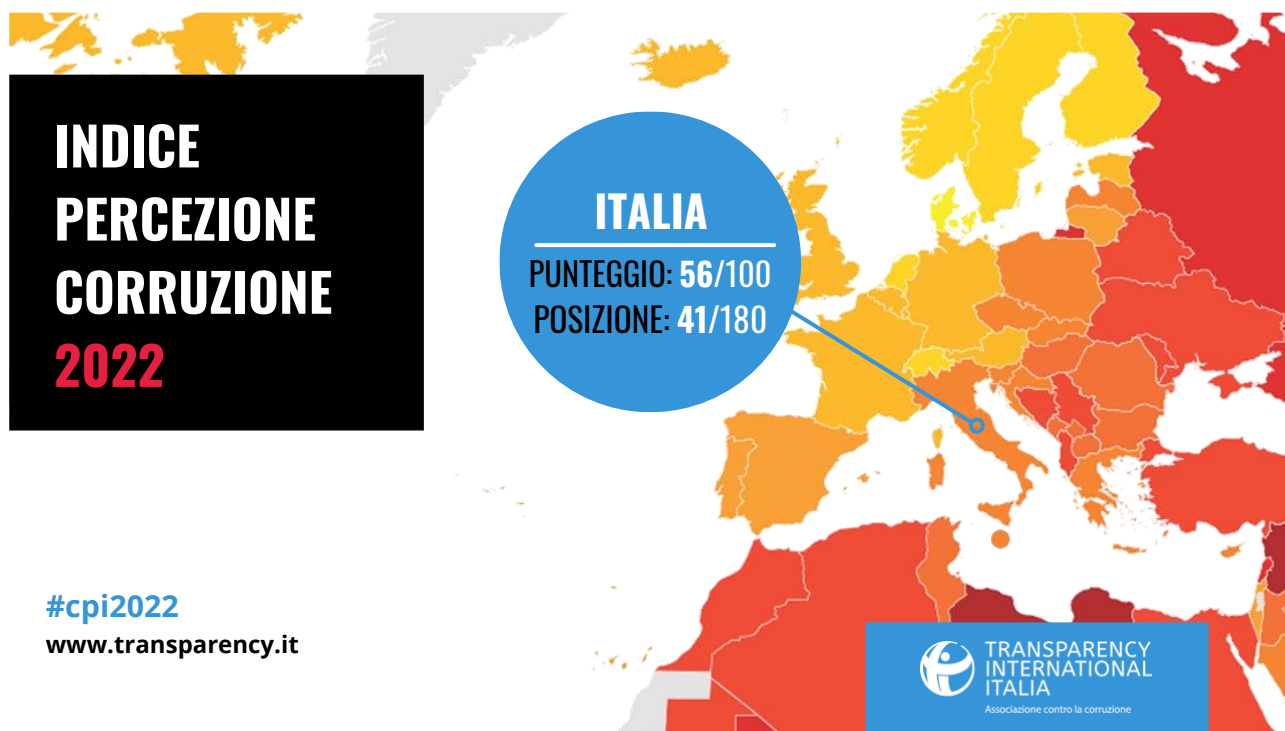 INDICE
PERCEZIONE
CORRUZIONE
2022
ITALIA
PUNTEGGIO: 56/100
POSIZIONE: 41/180
#cpi2022
www.transparency.it
TRANSPARENCY
INTERNATIONAL
ITALIA
Associazione contro la corruzione